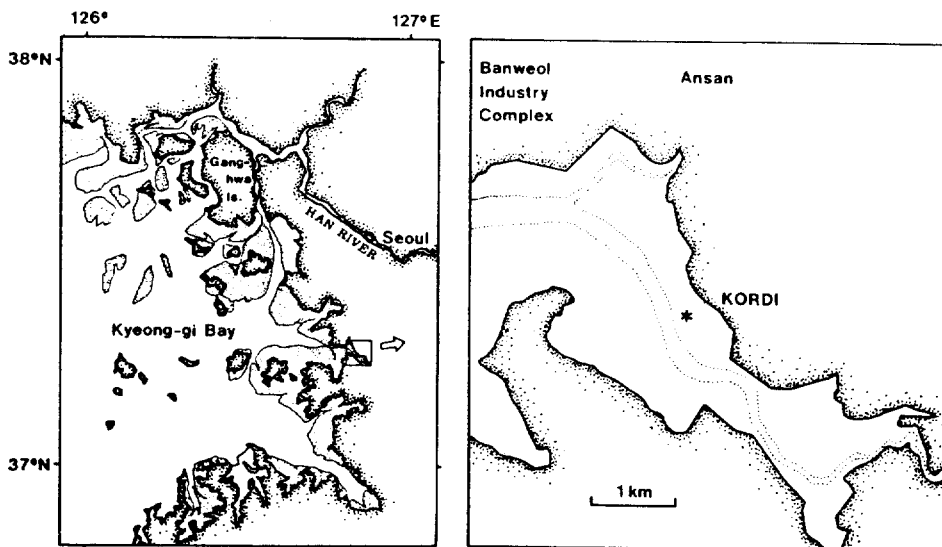 126°
127°E
38°N
Gang-
hwa
Is.
HAN RIVER
Seoul
Kyeong-gi Bay
37°N
Banweol
Industry
Complex
Ansan
KORDI
*
1 km